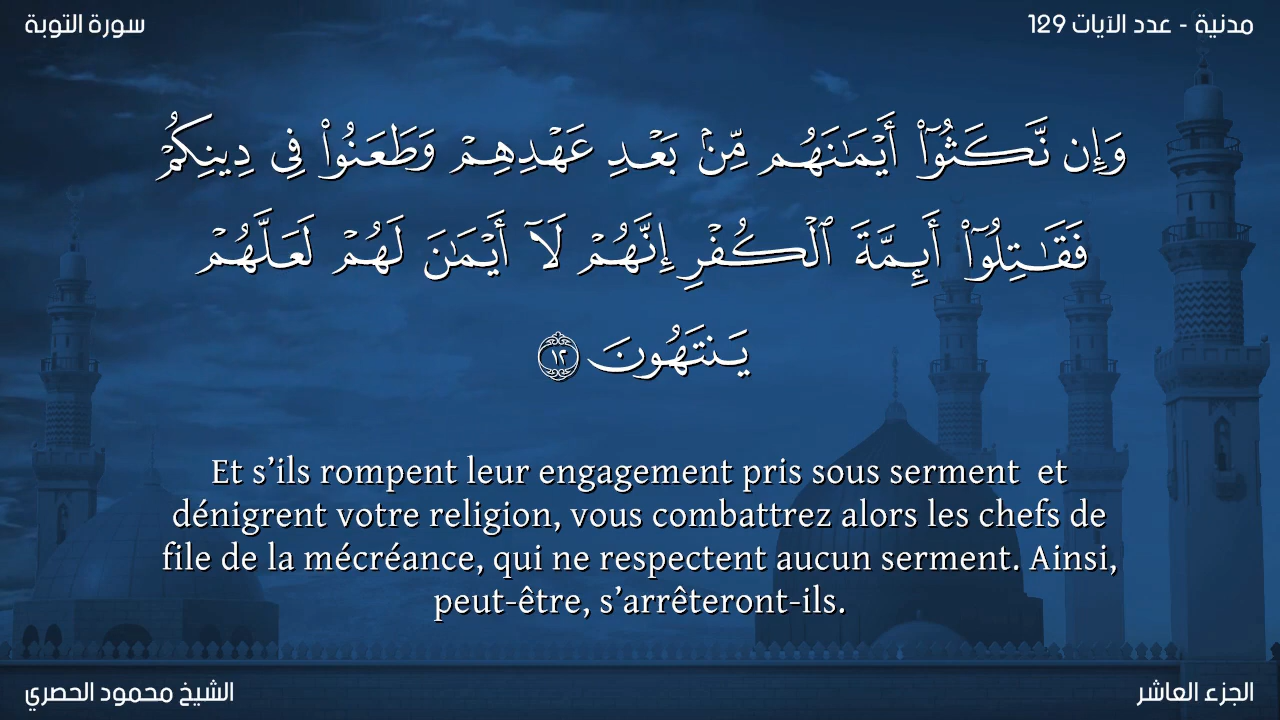 مدنية - عدد الآيات 129
سورة التوبة
وَإِن نَّكَثُوٓا۟ أَيْمَـٰنَهُم مِّنۢ بَعْدِ عَهْدِهِمْ وَطَعَنُوا۟ فِى دِينِكُمْ
فَقَـٰتِلُوٓا۟ أَئِمَّةَ ٱلْكُفْرِ إِنَّهُمْ لَآ أَيْمَـٰنَ لَهُمْ لَعَلَّهُمْ
يَنتَهُونَ ١٢
Et s’ils rompent leur engagement pris sous serment et
dénigrent votre religion, vous combattrez alors les chefs de
file de la mécréance, qui ne respectent aucun serment. Ainsi,
peut-être, s’arrêteront-ils.
الجزء العاشر
الشيخ محمود الحصري